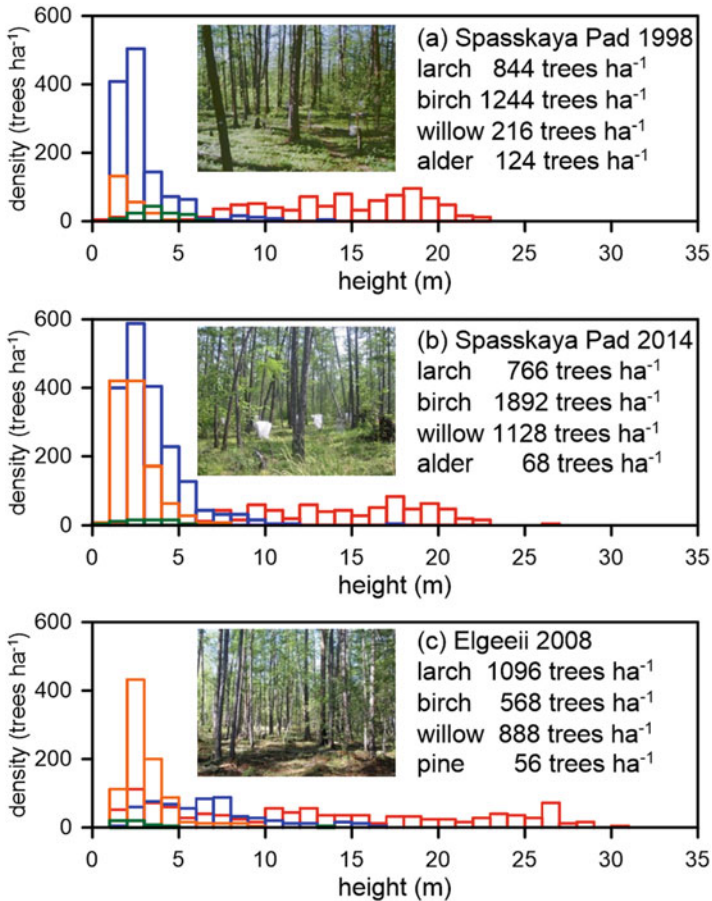 (a) Spasskaya Pad 1998
larch 844 trees ha⁻¹
birch 1244 trees ha⁻¹
willow 216 trees ha⁻¹
alder 124 trees ha⁻¹
density (trees ha⁻¹)
600
400
200
0
0 5 10 15 20 25 30 35
height (m)
(b) Spasskaya Pad 2014
larch 766 trees ha⁻¹
birch 1892 trees ha⁻¹
willow 1128 trees ha⁻¹
alder 68 trees ha⁻¹
density (trees ha⁻¹)
600
400
200
0
0 5 10 15 20 25 30 35
height (m)
(c) Elgeeii 2008
larch 1096 trees ha⁻¹
birch 568 trees ha⁻¹
willow 888 trees ha⁻¹
pine 56 trees ha⁻¹
density (trees ha⁻¹)
600
400
200
0
0 5 10 15 20 25 30 35
height (m)